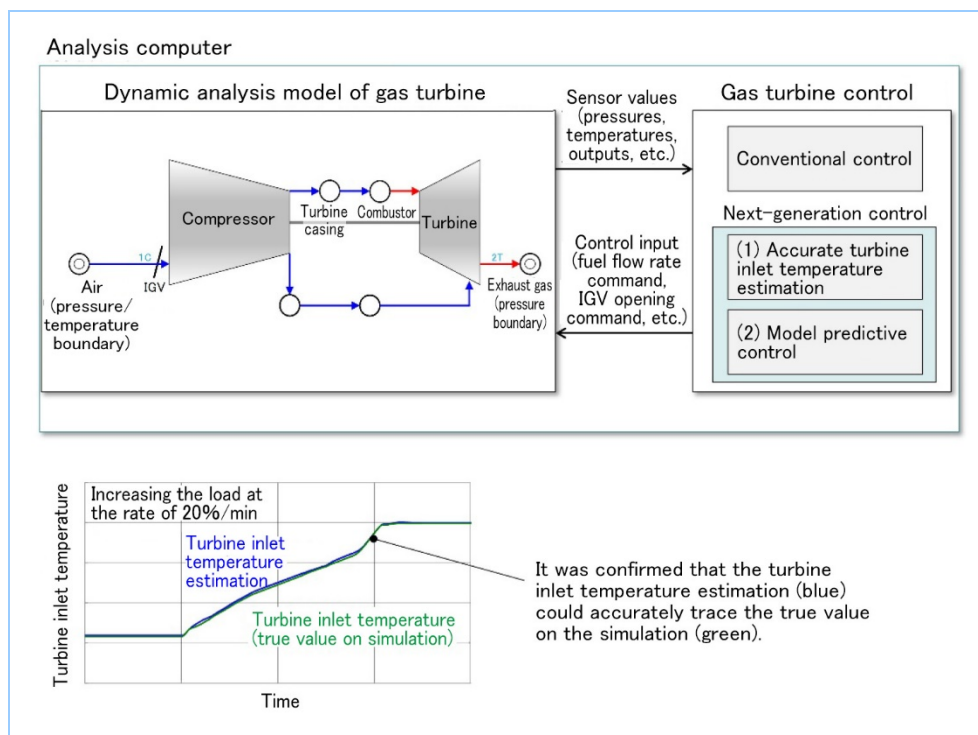 Analysis computer
Dynamic analysis model of gas turbine
Compressor
Turbine
casing
Combustor
Turbine
1C
IGV
Air
(pressure/
temperature
boundary)
2T
Exhaust gas
(pressure
boundary)
Sensor values
(pressures,
temperatures,
outputs, etc.)
Control input
(fuel flow rate
command,
IGV opening
command, etc.)
Gas turbine control
Conventional control
Next-generation control
(1) Accurate turbine
inlet temperature
estimation
(2) Model predictive
control
Turbine inlet temperature
Increasing the load at
the rate of 20%/min
Turbine inlet
temperature
estimation
Turbine inlet temperature
(true value on simulation)
Time
It was confirmed that the turbine
inlet temperature estimation (blue)
could accurately trace the true value
on the simulation (green).